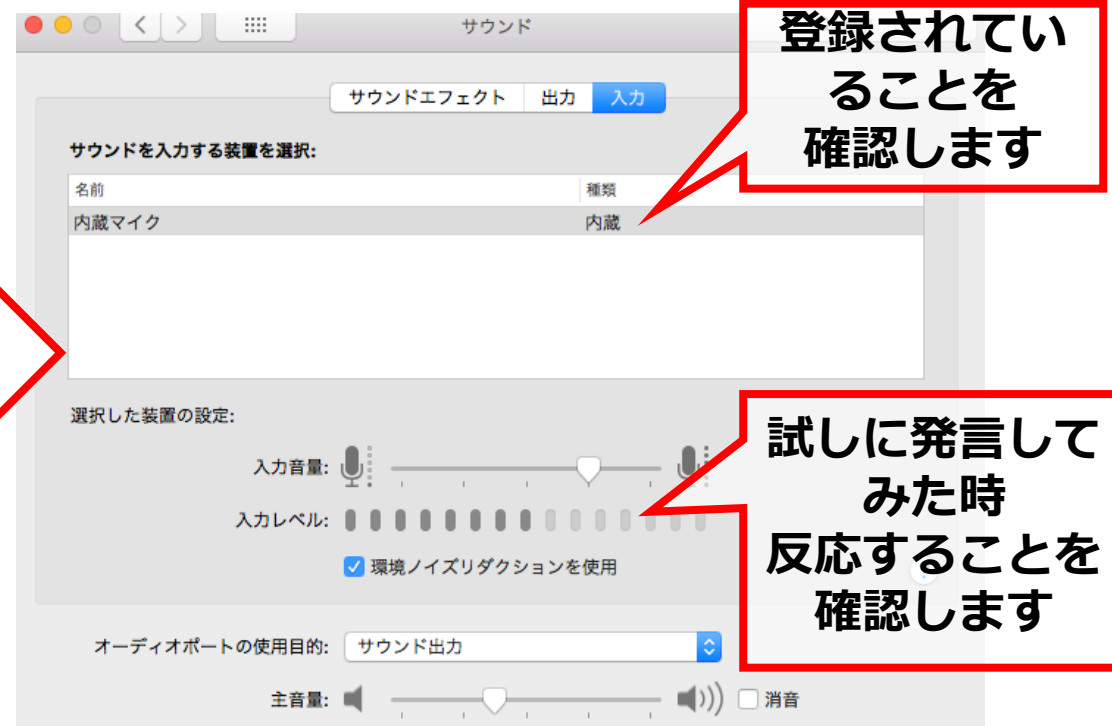 サウンド
登録されてい
ることを
確認します
サウンドエフェクト 出力 入力
サウンドを入力する装置を選択:
名前 種類
内蔵マイク 内蔵
選択した装置の設定:
入力音量:
入力レベル:
環境ノイズリダクションを使用
試しに発言して
みた時
反応することを
確認します
オーディオポートの使用目的: サウンド出力
主音量: 消音